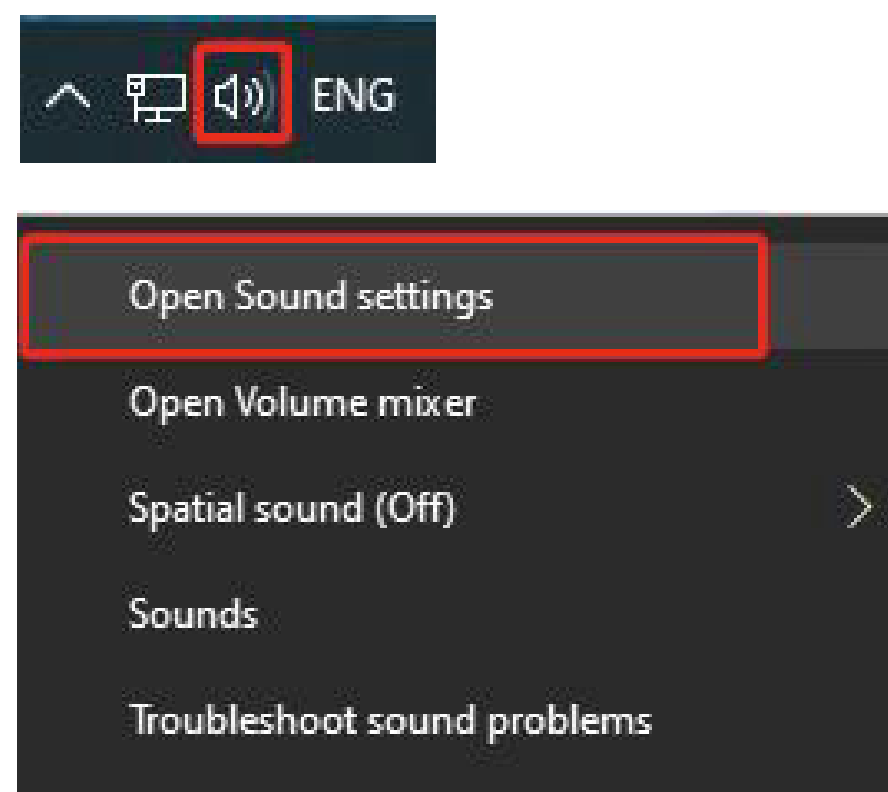 ENG
Open Sound settings
Open Volume mixer
Spatial sound (Off)
Sounds
Troubleshoot sound problems